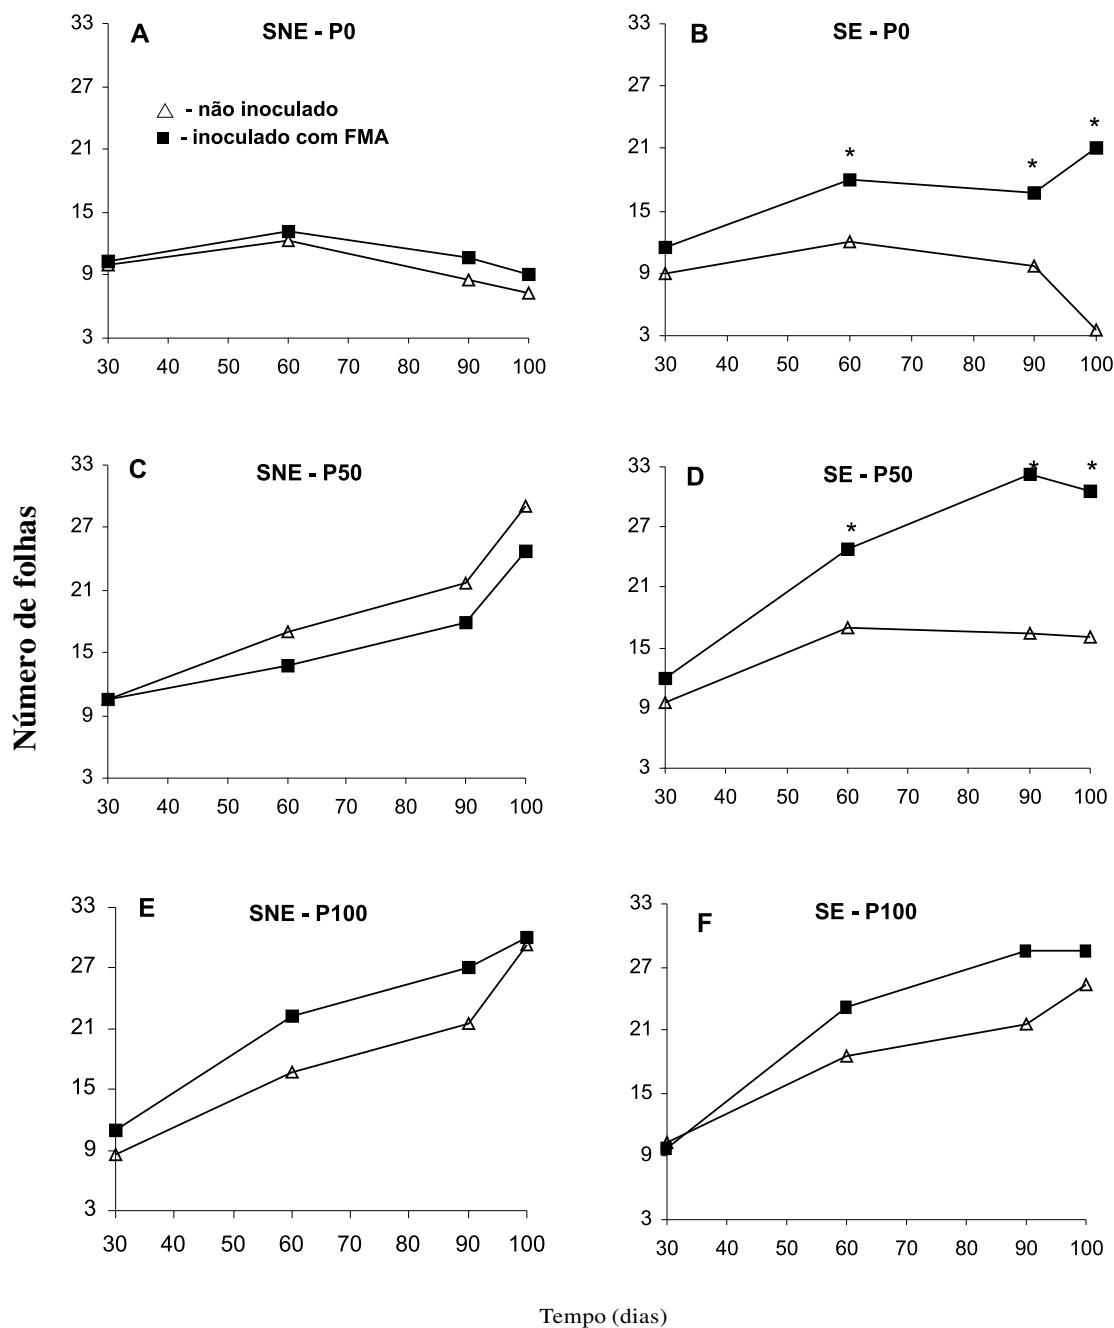 A SNE - P0
33
27
21
15
9
3
△ - não inoculado
■ - inoculado com FMA
30 40 50 60 70 80 90 100
B SE - P0
33
27
21
15
9
3
* * *
30 40 50 60 70 80 90 100
Número de folhas
C SNE - P50
33
27
21
15
9
3
30 40 50 60 70 80 90 100
D SE - P50
33
27
21
15
9
3
* * *
30 40 50 60 70 80 90 100
E SNE - P100
33
27
21
15
9
3
30 40 50 60 70 80 90 100
F SE - P100
33
27
21
15
9
3
30 40 50 60 70 80 90 100
Tempo (dias)